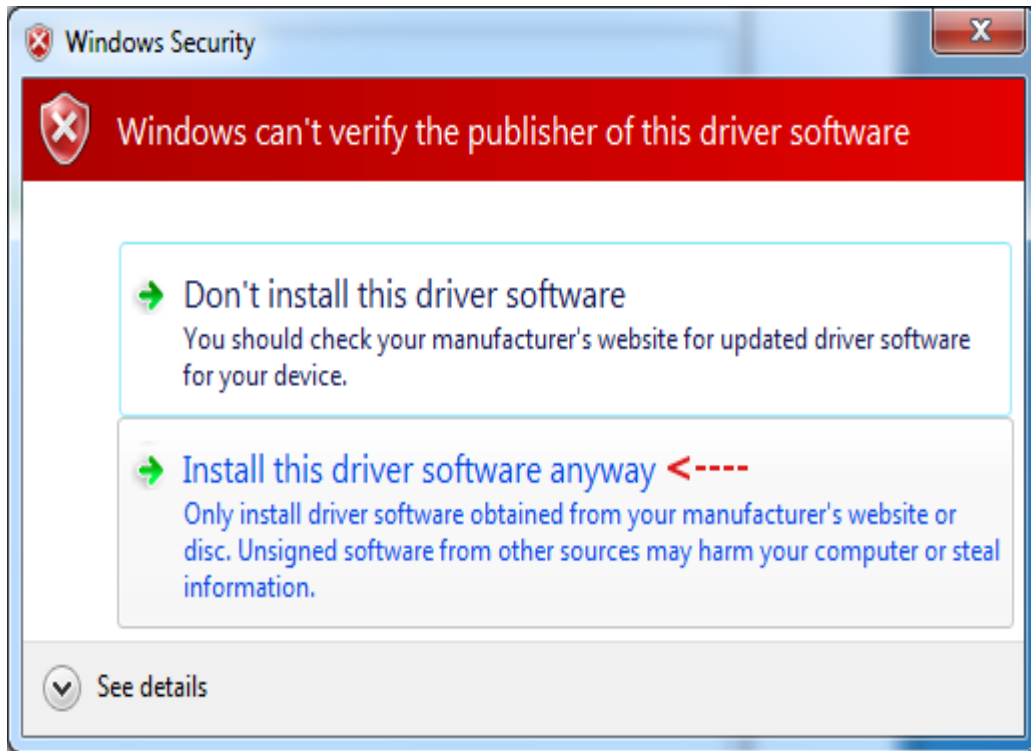 Windows Security
Windows can't verify the publisher of this driver software
Don't install this driver software
You should check your manufacturer's website for updated driver software
for your device.
Install this driver software anyway <----
Only install driver software obtained from your manufacturer's website or
disc. Unsigned software from other sources may harm your computer or steal
information.
See details